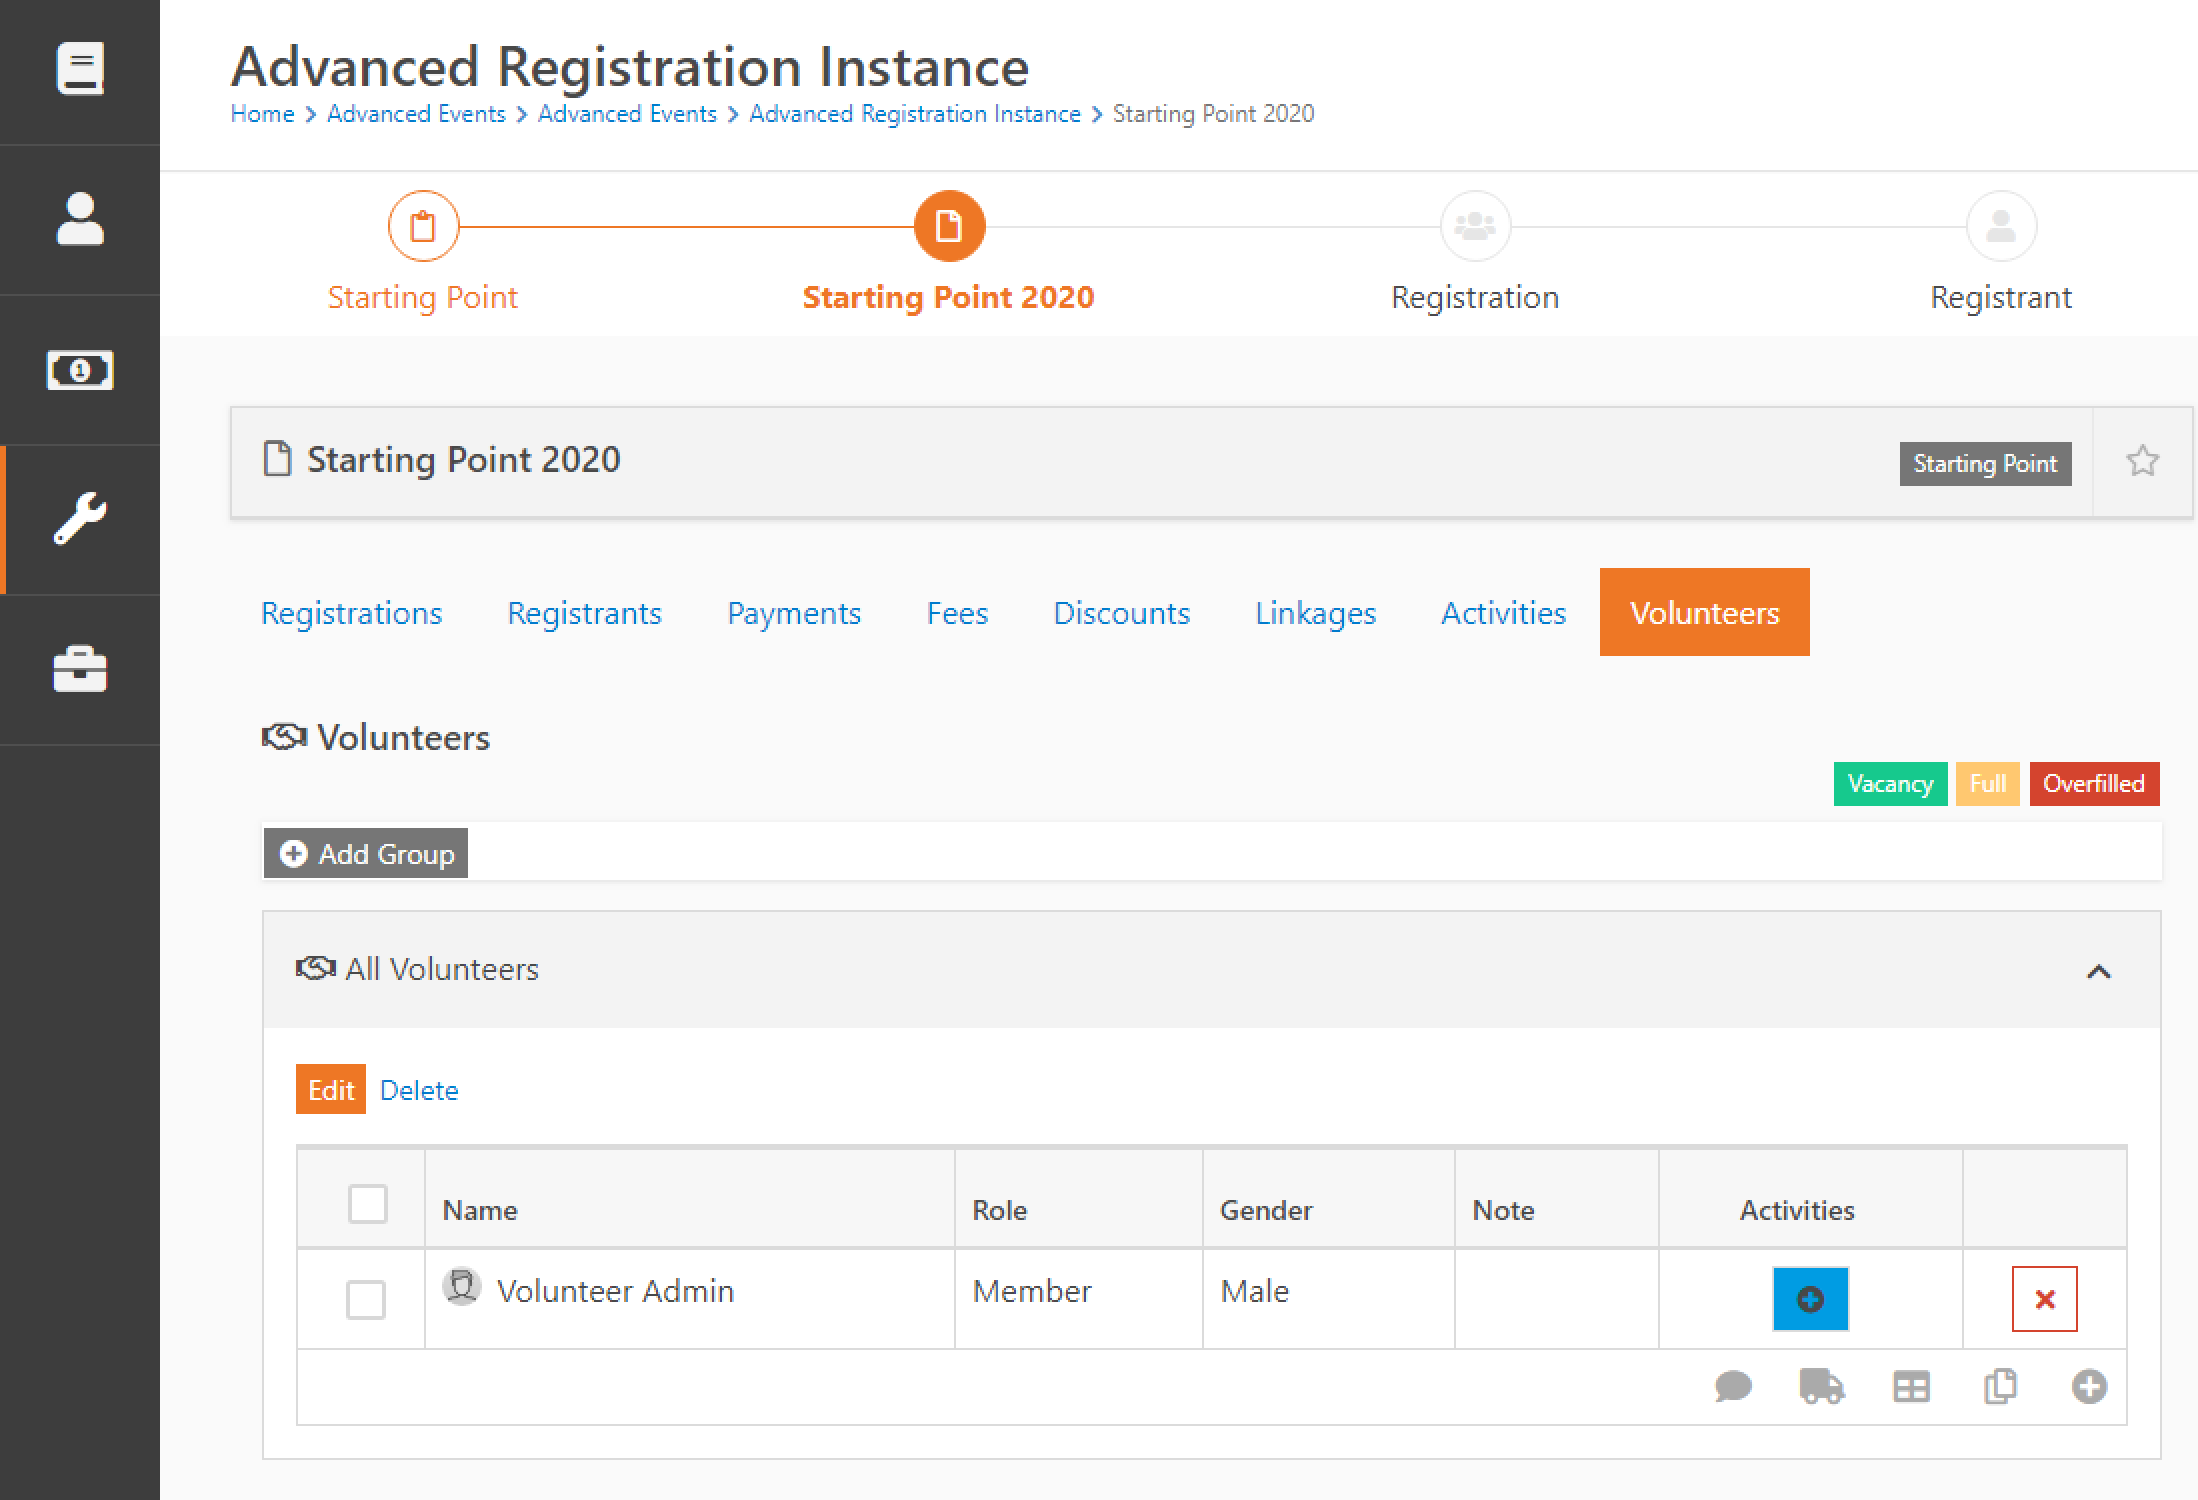 Advanced Registration Instance
Home > Advanced Events > Advanced Events > Advanced Registration Instance > Starting Point 2020
Starting Point
Starting Point 2020
Registration
Registrant
Starting Point 2020
Starting Point
Registrations Registrants Payments Fees Discounts Linkages Activities Volunteers
Volunteers
Vacancy Full Overfilled
Add Group
All Volunteers
Edit Delete
Name Role Gender Note Activities
Volunteer Admin Member Male